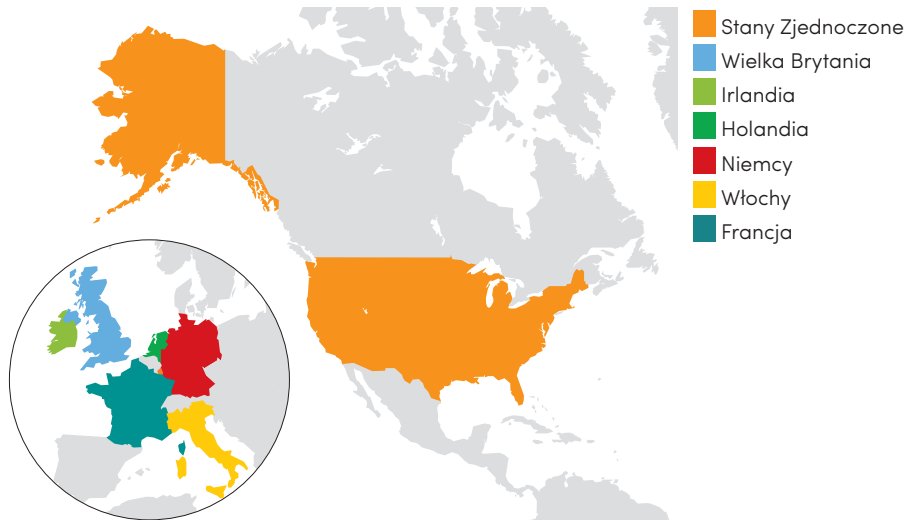 Stany Zjednoczone
Wielka Brytania
Irlandia
Holandia
Niemcy
Włochy
Francja